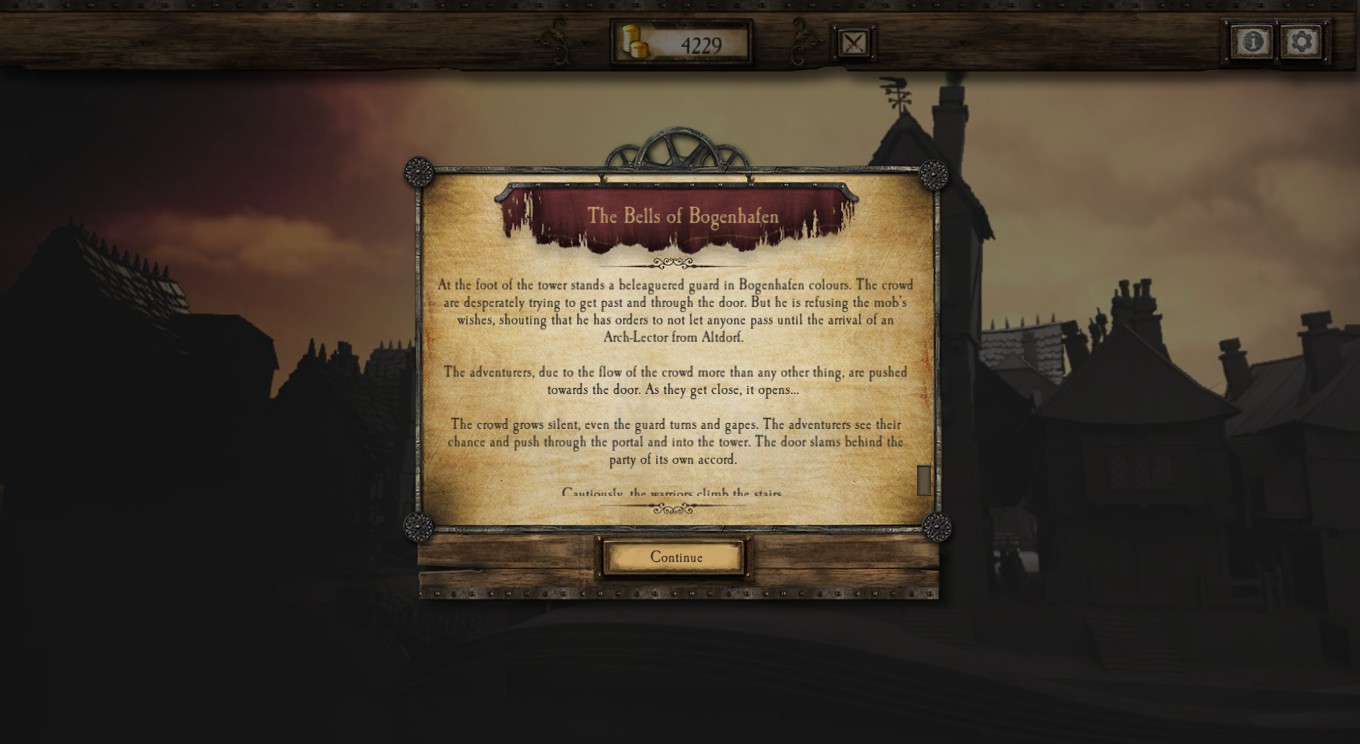 4229
The Bells of Bogenhafen
At the foot of the tower stands a beleaguered guard in Bogenhafen colours. The crowd
are desperately trying to get past and through the door. But he is refusing the mob's
wishes, shouting that he has orders to not let anyone pass until the arrival of an
Arch-Lector from Altdorf.
The adventurers, due to the flow of the crowd more than any other thing, are pushed
towards the door. As they get close, it opens...
The crowd grows silent, even the guard turns and gapes. The adventurers see their
chance and push through the portal and into the tower. The door slams behind the
party of its own accord.
Cautiously, the warriors climb the stairs
Continue